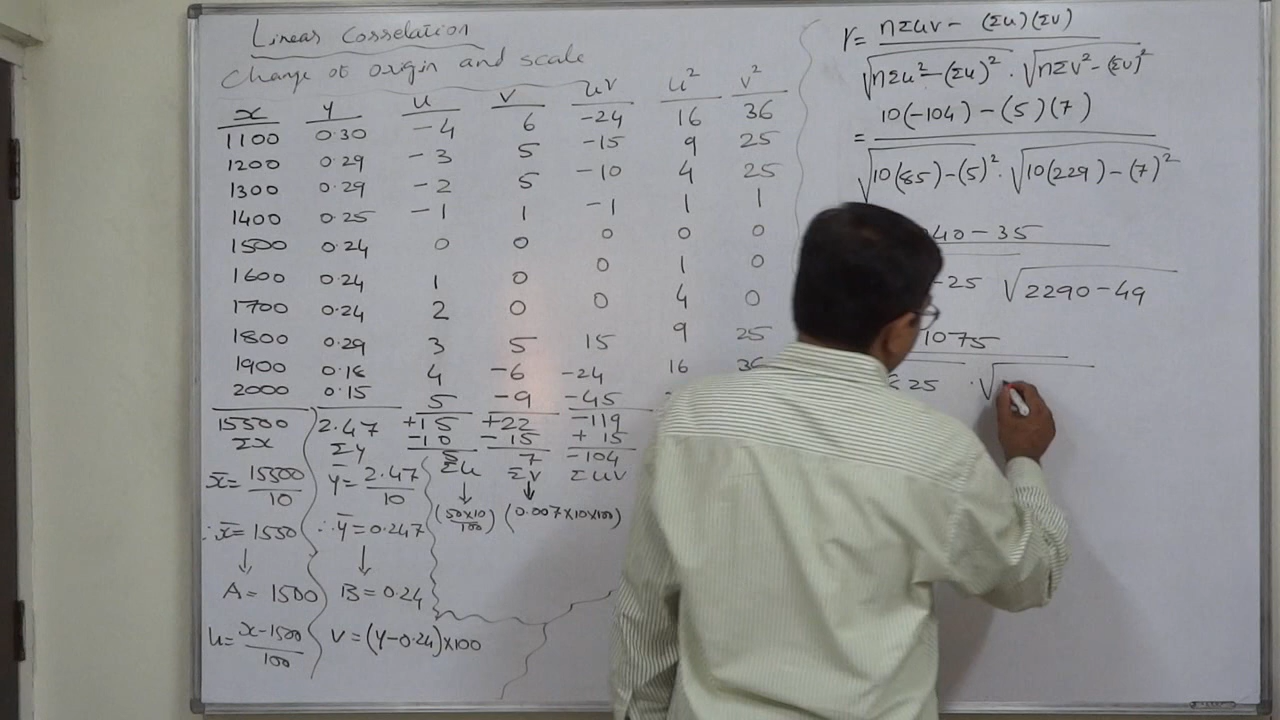 Linear Correlation
Change of origin and scale
x y u v uv u² v²
1100 0.30 -4 6 -24 16 36
1200 0.29 -3 5 -15 9 25
1300 0.29 -2 5 -10 4 25
1400 0.25 -1 1 -1 1 1
1500 0.24 0 0 0 0 0
1600 0.24 1 0 0 1 0
1700 0.24 2 0 0 4 0
1800 0.29 3 5 15 9 25
1900 0.18 4 -6 -24 16 36
2000 0.15 5 -9 -45
15500 2.47 +15 +22 -119
Σx Σy -10 -15 +15
5 7 -104
Σu Σv Σuv
x̄ = 15500/10 ȳ = 2.47/10
↓ ↓
(50×10/100) (0.007×10×100)
∴ x̄ = 1550 ∴ ȳ = 0.247
↓ ↓
A = 1500 B = 0.24
u = x-1500/100 v = (y-0.24)×100
r = nΣuv - (Σu)(Σv)
√nΣu² - (Σu)² · √nΣv² - (Σv)²
= 10(-104) - (5)(7)
√10(85) - (5)² · √10(229) - (7)²
40 - 35
-25 √2290 - 49
1075
825 · √